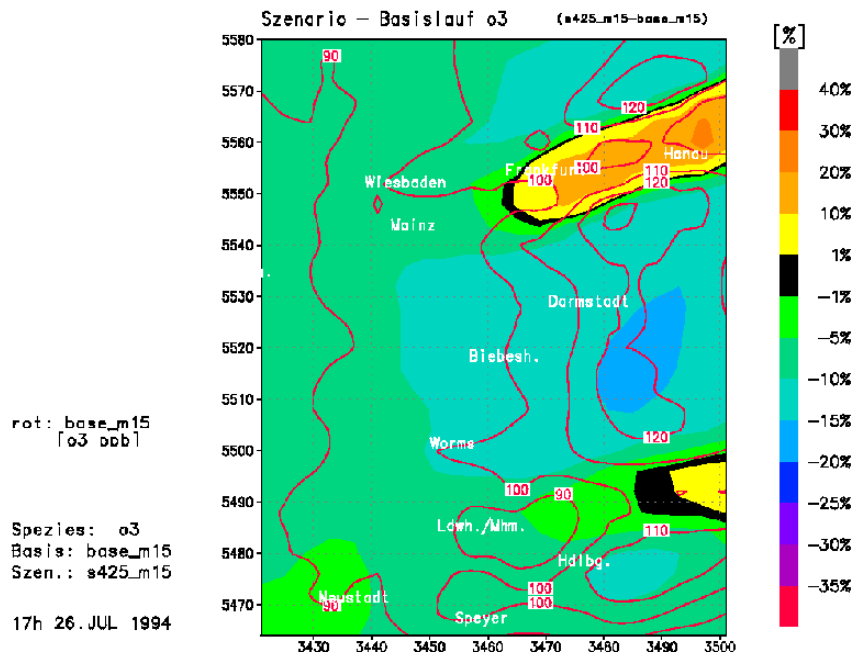 Szenario – Basislauf o3 (s425_m15–base_m15)
[%]
5580
5570
5560
5550
5540
5530
5520
5510
5500
5490
5480
5470
3430 3440 3450 3460 3470 3480 3490 3500
90
120
110
100
Hanau
Frankfurt
100
110
120
Wiesbaden
Mainz
Darmstadt
Biebesh.
120
Worms
100
90
Ldwh./Mhm.
110
Hdlbg.
100
100
Neustadt
90
Speyer
40%
30%
20%
10%
1%
–1%
–5%
–10%
–15%
–20%
–25%
–30%
–35%
rot: base_m15
[o3 ppb]
Spezies: o3
Basis: base_m15
Szen.: s425_m15
17h 26.JUL 1994